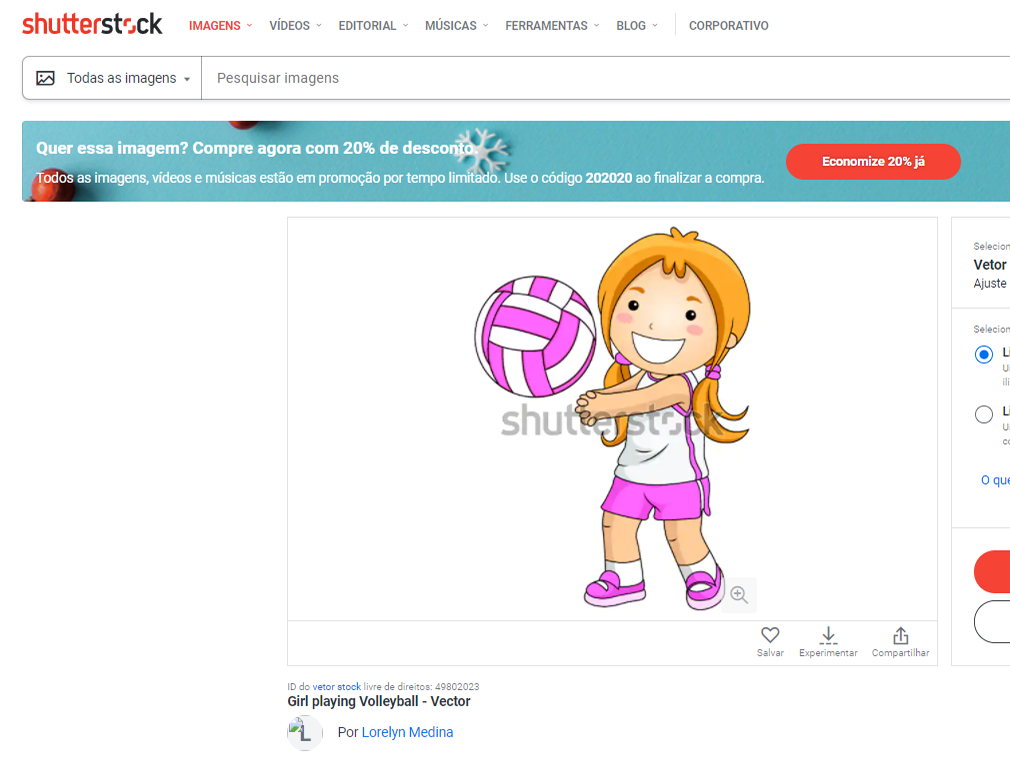 shutterstock
IMAGENS VÍDEOS EDITORIAL MÚSICAS FERRAMENTAS BLOG CORPORATIVO
Todas as imagens Pesquisar imagens
Quer essa imagem? Compre agora com 20% de desconto.
Todos as imagens, vídeos e músicas estão em promoção por tempo limitado. Use o código 202020 ao finalizar a compra.
Economize 20% já
shutterstock
Selecion
Vetor
Ajuste
Selecion
Li
U
ili
Li
U
co
O que
Salvar Experimentar Compartilhar
ID do vetor stock livre de direitos: 49802023
Girl playing Volleyball - Vector
L
Por Lorelyn Medina